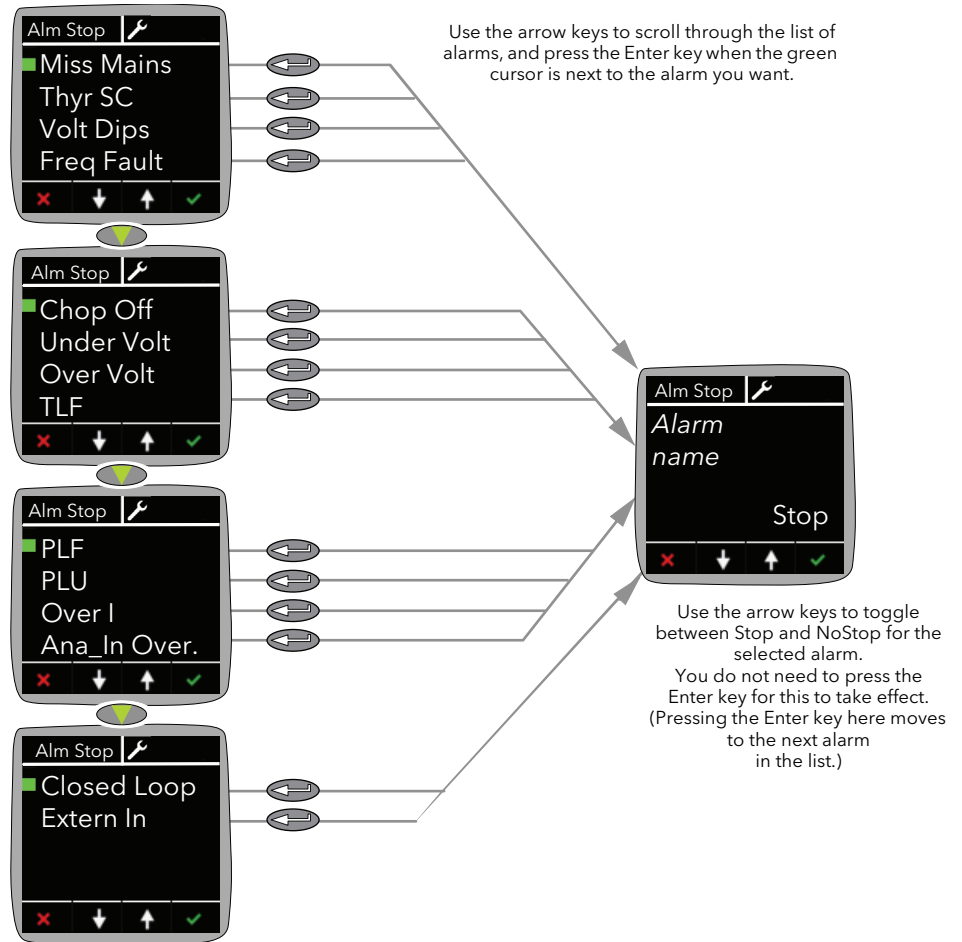 Alm Stop
Miss Mains
Thyr SC
Volt Dips
Freq Fault
Use the arrow keys to scroll through the list of
alarms, and press the Enter key when the green
cursor is next to the alarm you want.
Alm Stop
Chop Off
Under Volt
Over Volt
TLF
Alm Stop
PLF
PLU
Over I
Ana_In Over.
Alm Stop
Closed Loop
Extern In
Alm Stop
Alarm
name
Stop
Use the arrow keys to toggle
between Stop and NoStop for the
selected alarm.
You do not need to press the
Enter key for this to take effect.
(Pressing the Enter key here moves
to the next alarm
in the list.)